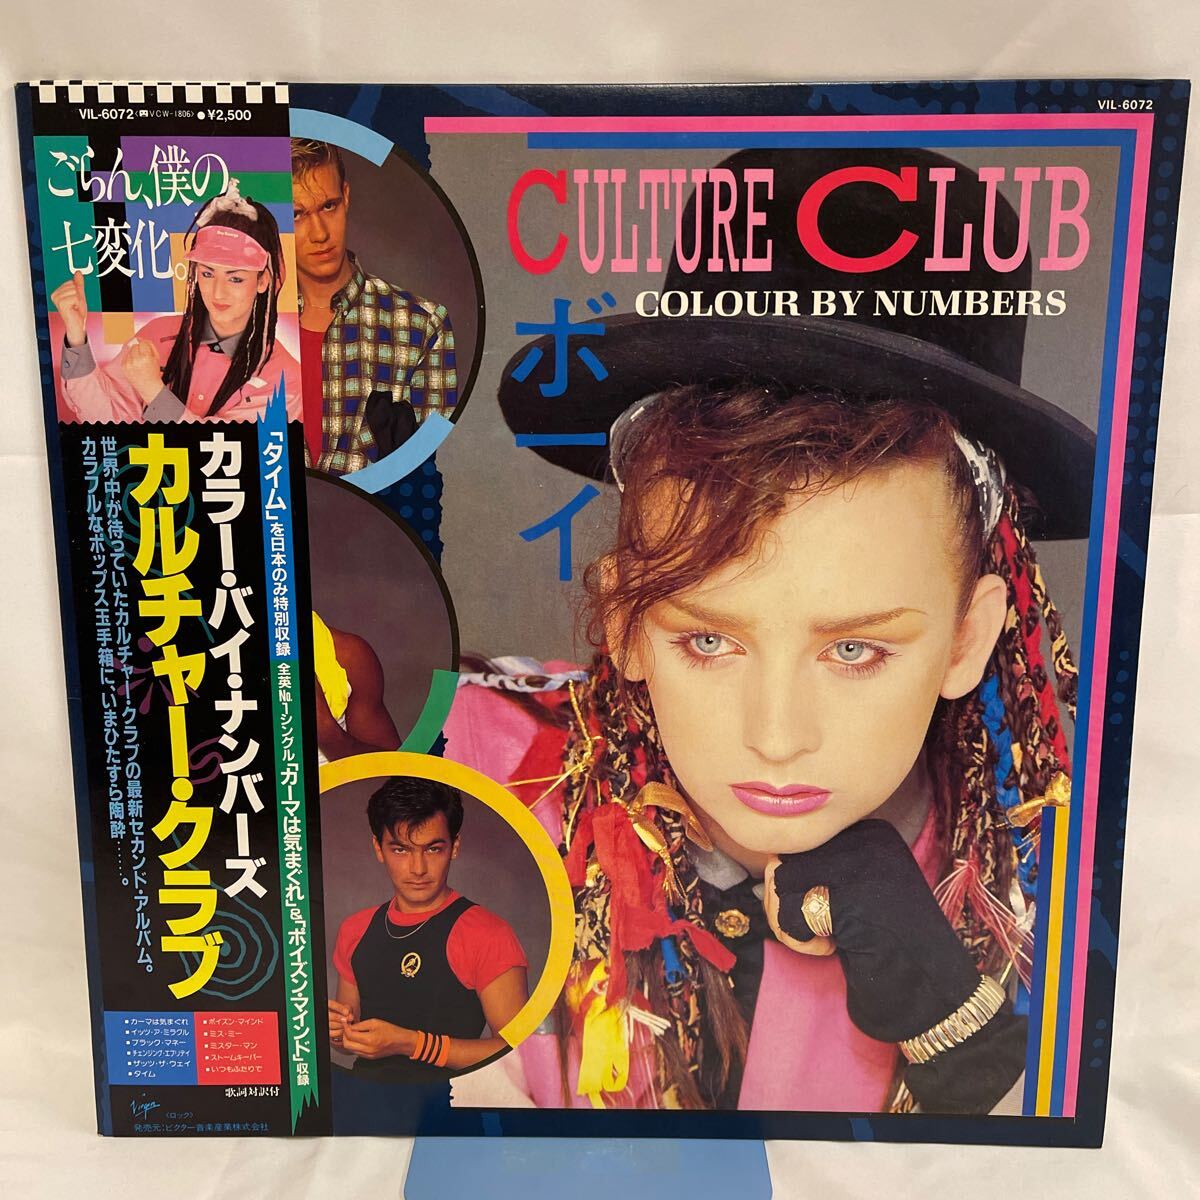 VIL-6072〈VCW-1806〉●¥2,500
ごらん、僕の
七変化。
Boy George
「タイム」を日本のみ特別収録
全英No.1シングル「カーマは気まぐれ」&「ポイズン・マインド」収録
カラー・バイ・ナンバーズ
カルチャー・クラブ
世界中が待っていたカルチャー・クラブの最新セカンド・アルバム。
カラフルなポップス玉手箱に、いまひたすら陶酔……。
■カーマは気まぐれ
■イッツ・ア・ミラクル
■ブラック・マネー
■チェンジング・エブリデイ
■ザッツ・ザ・ウェイ
■タイム
■ポイズン・マインド
■ミス・ミー
■ミスター・マン
■ストームキーパー
■いつもふたりで
歌詞対訳付
Virgin
〈ロック〉
発売元:ビクター音楽産業株式会社
VIL-6072
CULTURE CLUB
COLOUR BY NUMBERS
ボーイ